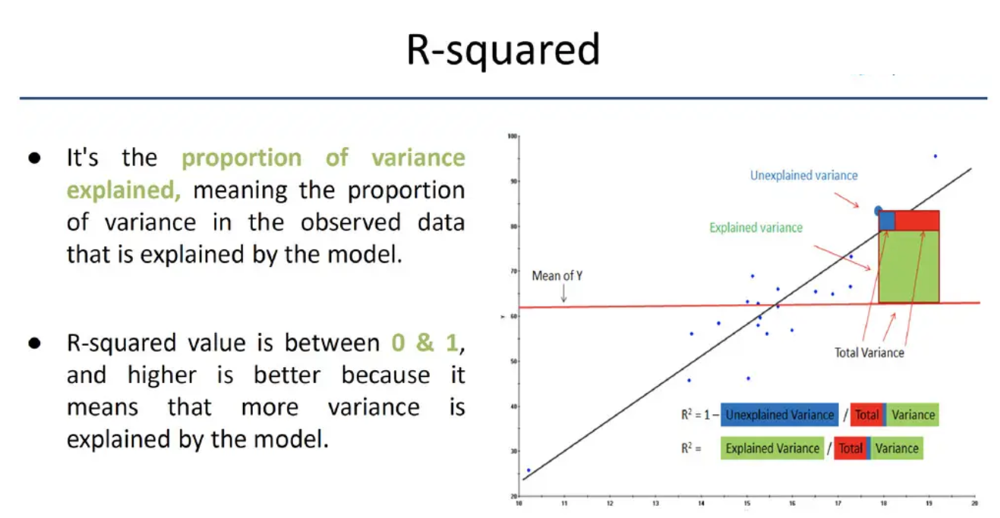 R-squared
● It's the proportion of variance
explained, meaning the proportion
of variance in the observed data
that is explained by the model.
● R-squared value is between 0 & 1,
and higher is better because it
means that more variance is
explained by the model.
Unexplained variance
Explained variance
Mean of Y
Total Variance
R² = 1 – Unexplained Variance / Total Variance
R² = Explained Variance / Total Variance
100
90
80
70
Y
60
50
40
30
20
10 11 12 13 14 15 16 17 18 19 20